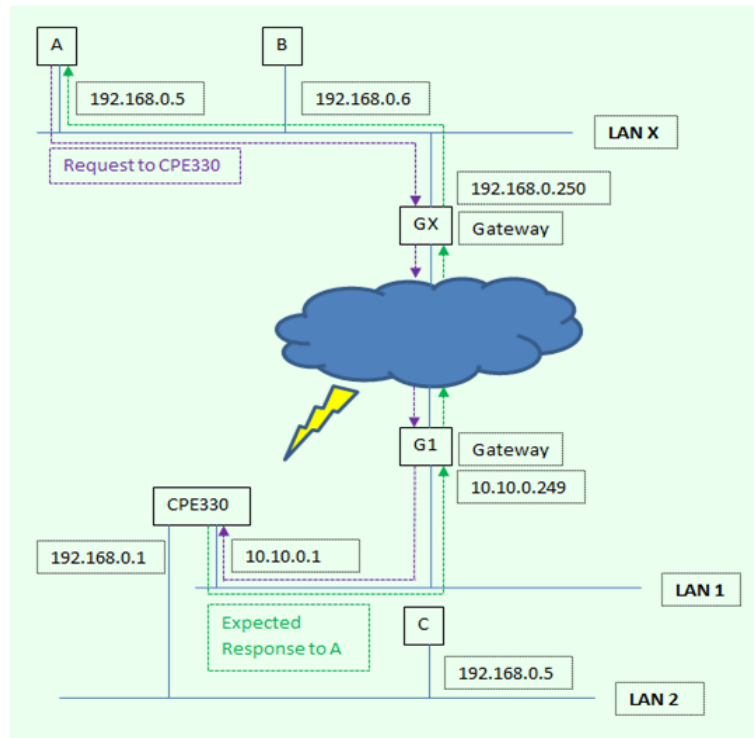 A
B
192.168.0.5
192.168.0.6
LAN X
Request to CPE330
192.168.0.250
GX
Gateway
G1
Gateway
10.10.0.249
CPE330
192.168.0.1
10.10.0.1
LAN 1
Expected
Response to A
C
192.168.0.5
LAN 2